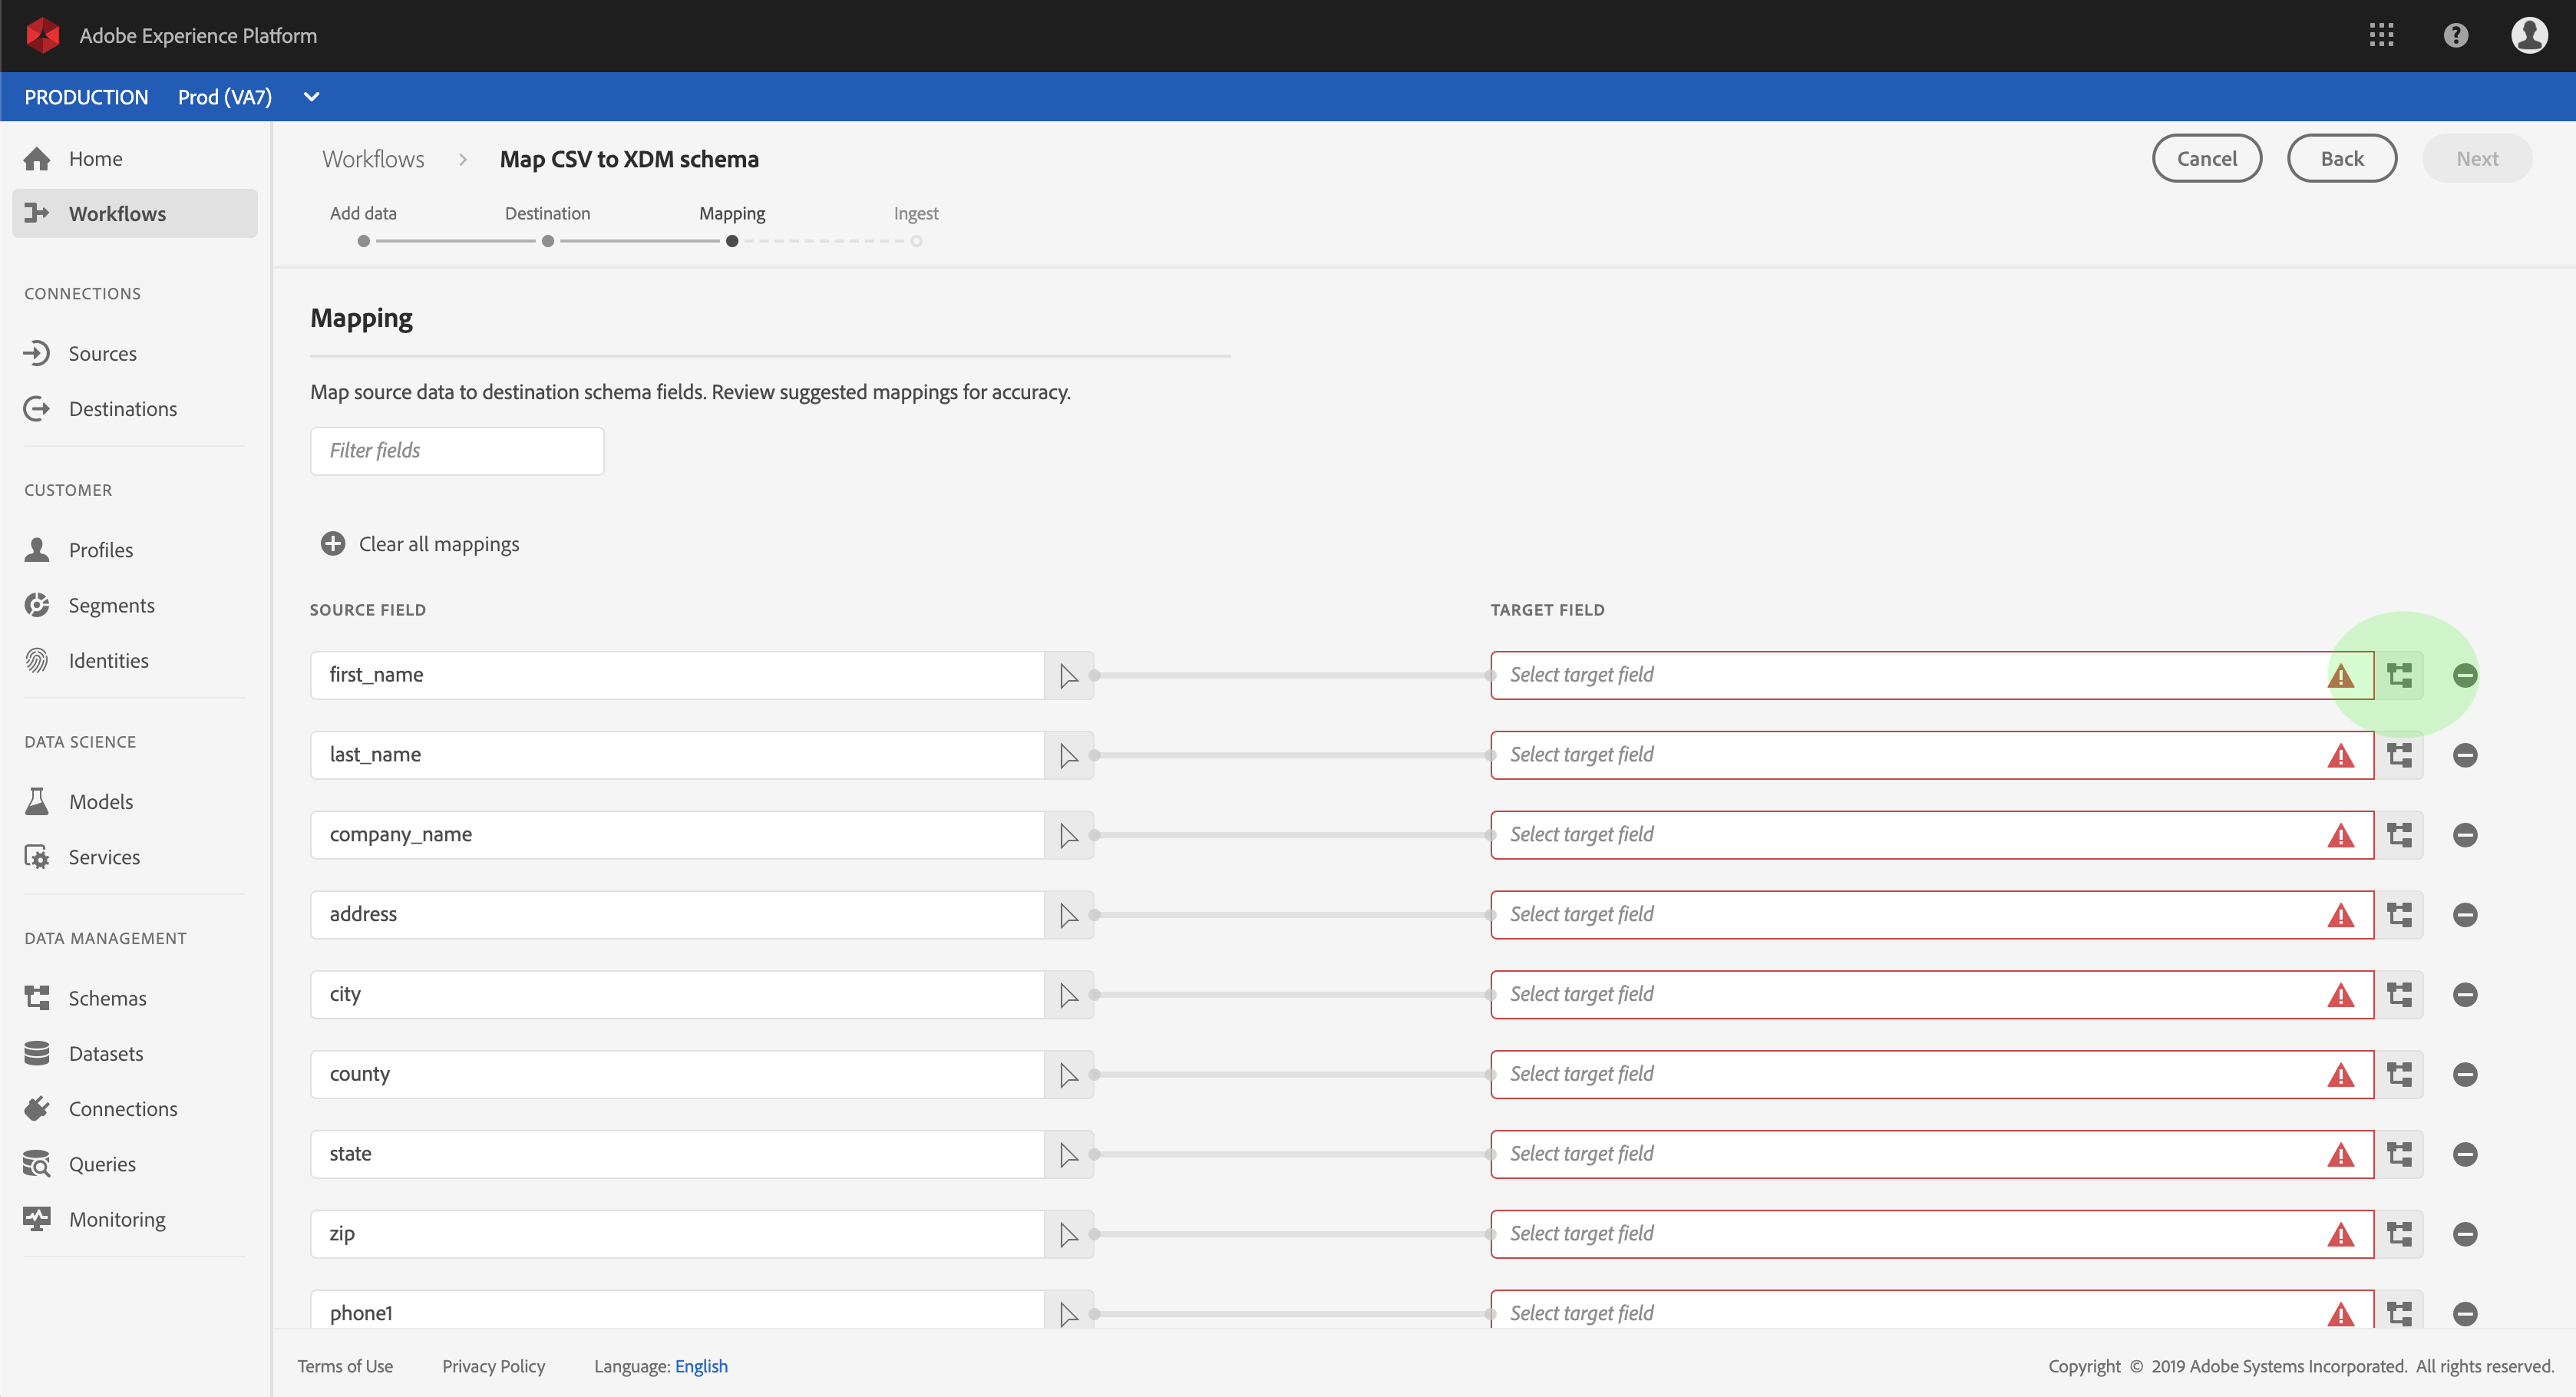 Adobe Experience Platform
PRODUCTION Prod (VA7)
Home
Workflows
CONNECTIONS
Sources
Destinations
CUSTOMER
Profiles
Segments
Identities
DATA SCIENCE
Models
Services
DATA MANAGEMENT
Schemas
Datasets
Connections
Queries
Monitoring
Workflows > Map CSV to XDM schema
Cancel Back Next
Add data Destination Mapping Ingest
Mapping
Map source data to destination schema fields. Review suggested mappings for accuracy.
Filter fields
Clear all mappings
SOURCE FIELD TARGET FIELD
first_name Select target field
last_name Select target field
company_name Select target field
address Select target field
city Select target field
county Select target field
state Select target field
zip Select target field
phone1 Select target field
Terms of Use Privacy Policy Language: English Copyright © 2019 Adobe Systems Incorporated. All rights reserved.